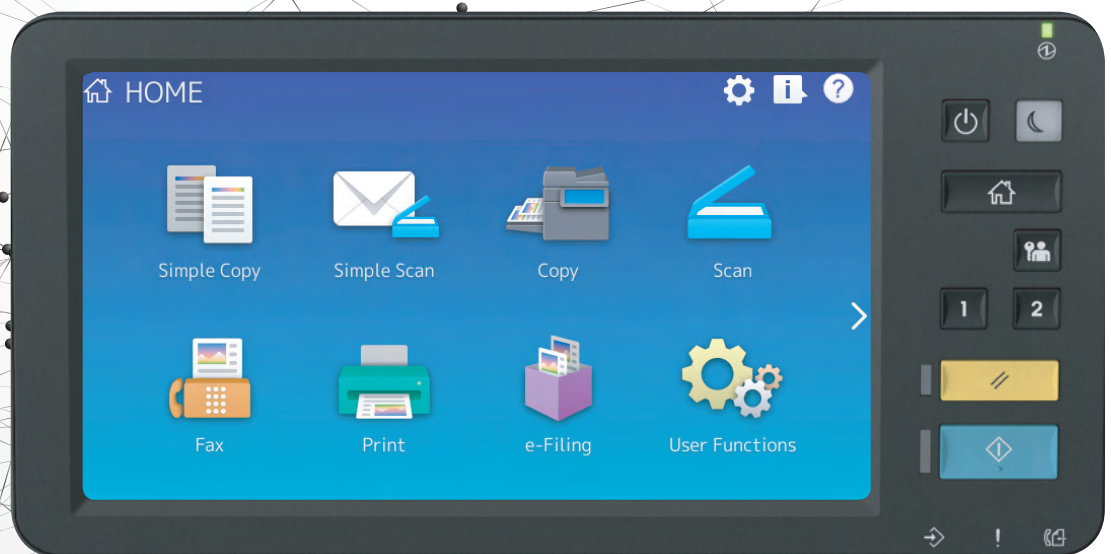 HOME
i ?
Simple Copy Simple Scan Copy Scan
1 2
Fax Print e-Filing User Functions
!